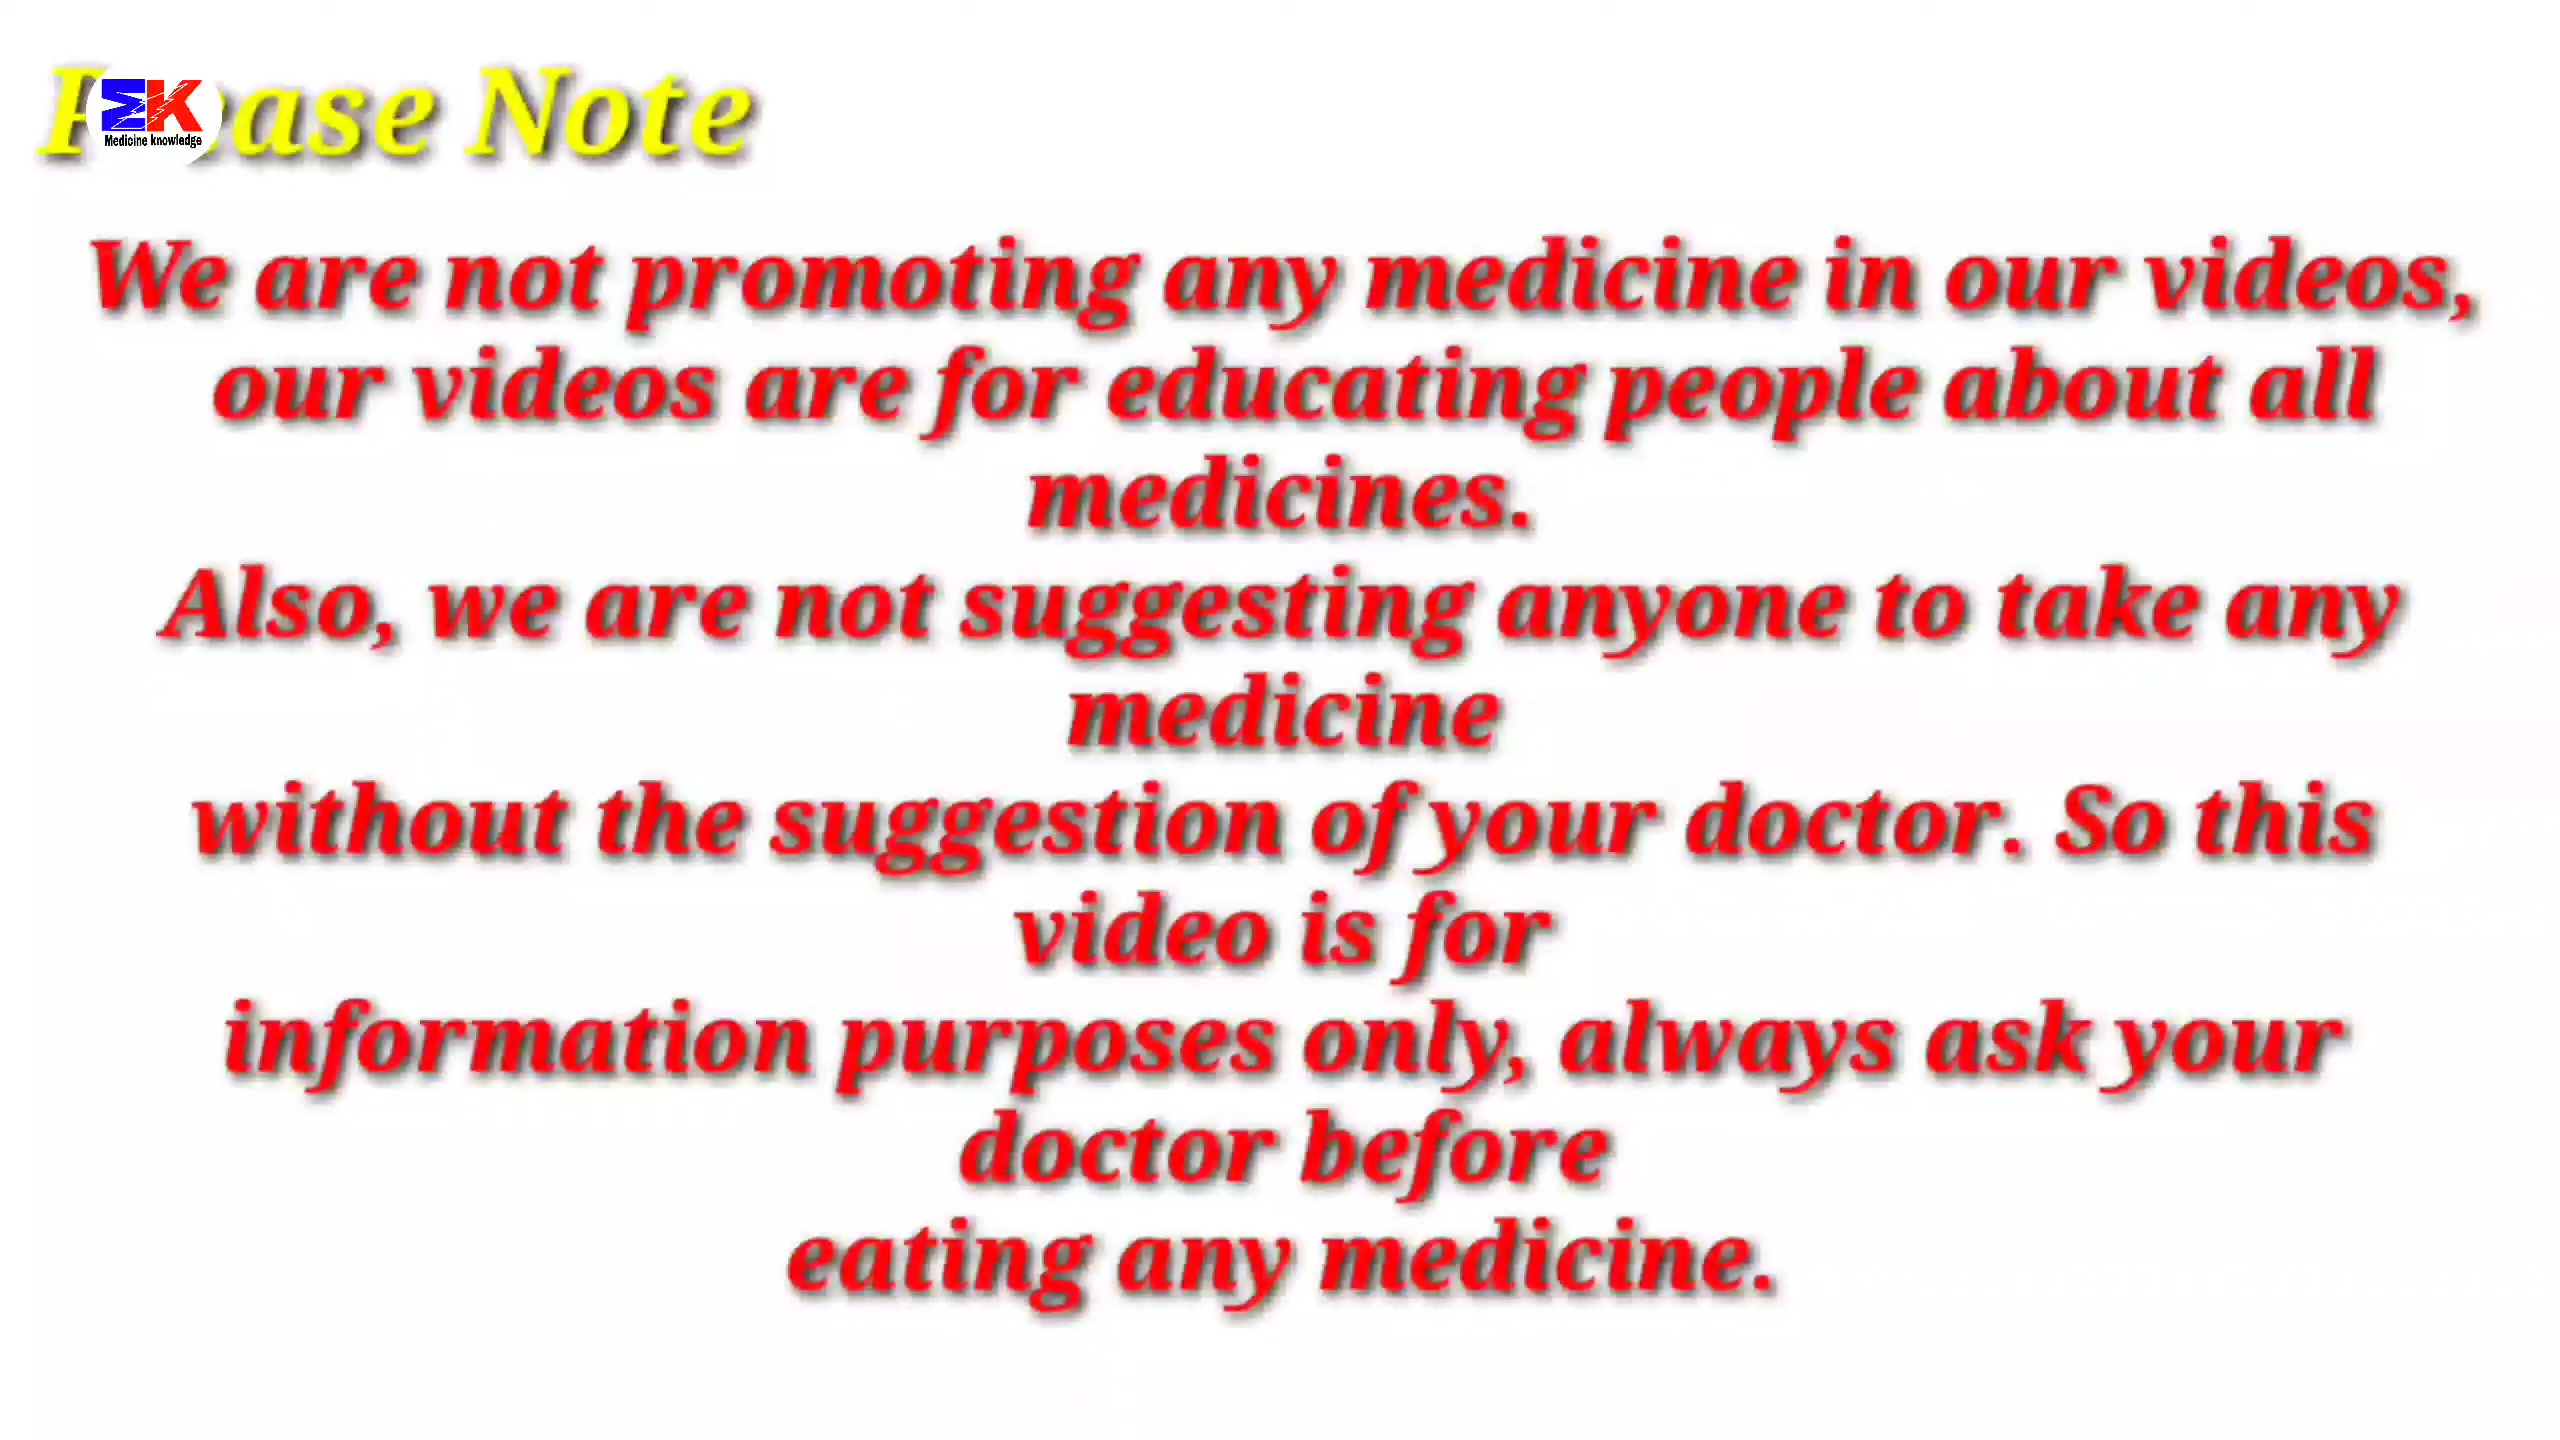 Please Note
MK
Medicine knowledge
We are not promoting any medicine in our videos,
our videos are for educating people about all
medicines.
Also, we are not suggesting anyone to take any
medicine
without the suggestion of your doctor. So this
video is for
information purposes only, always ask your
doctor before
eating any medicine.